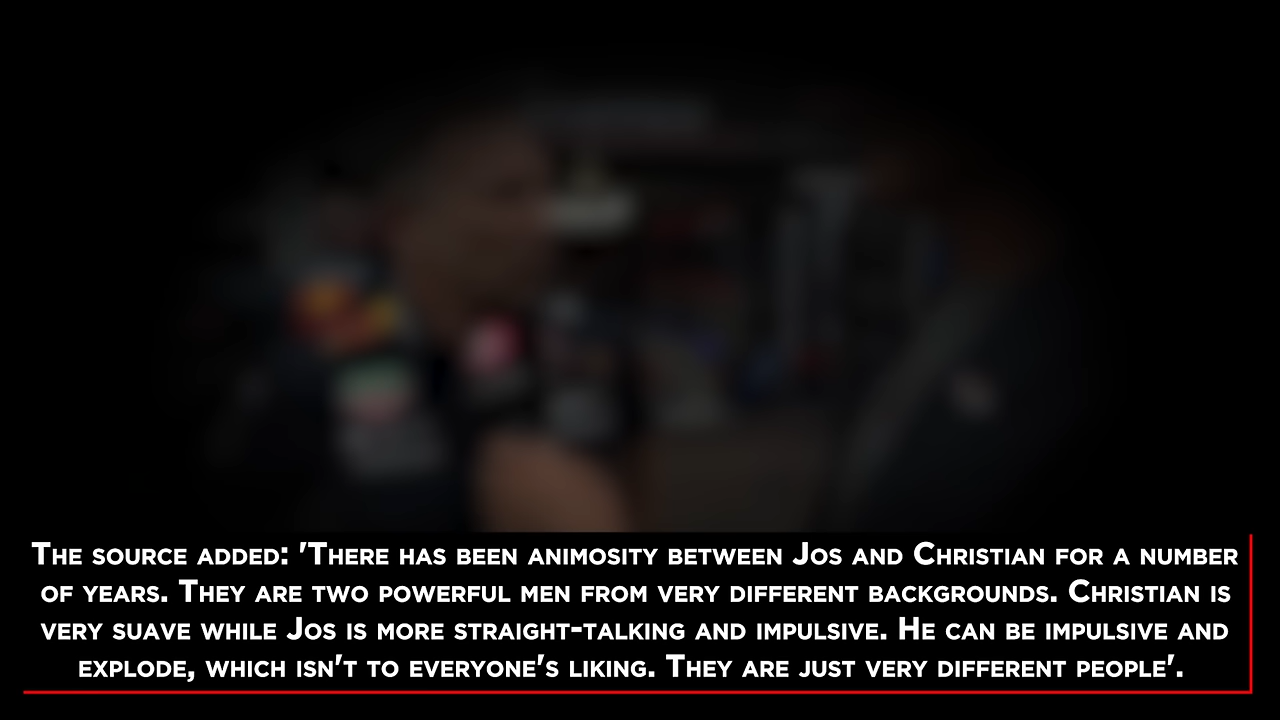 The source added: 'There has been animosity between Jos and Christian for a number
of years. They are two powerful men from very different backgrounds. Christian is
very suave while Jos is more straight-talking and impulsive. He can be impulsive and
explode, which isn't to everyone's liking. They are just very different people'.